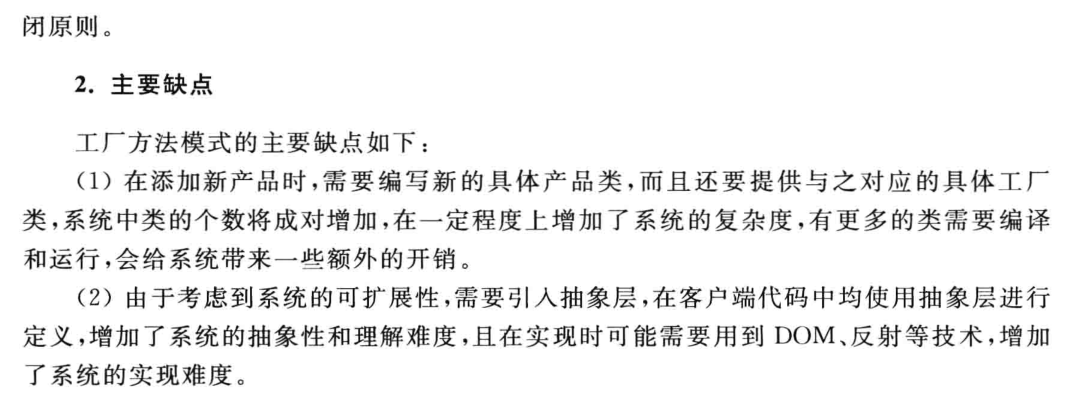 闭原则。
2. 主要缺点
工厂方法模式的主要缺点如下：
（1）在添加新产品时，需要编写新的具体产品类，而且还要提供与之对应的具体工厂
类，系统中类的个数将成对增加，在一定程度上增加了系统的复杂度，有更多的类需要编译
和运行，会给系统带来一些额外的开销。
（2）由于考虑到系统的可扩展性，需要引入抽象层，在客户端代码中均使用抽象层进行
定义，增加了系统的抽象性和理解难度，且在实现时可能需要用到 DOM、反射等技术，增加
了系统的实现难度。